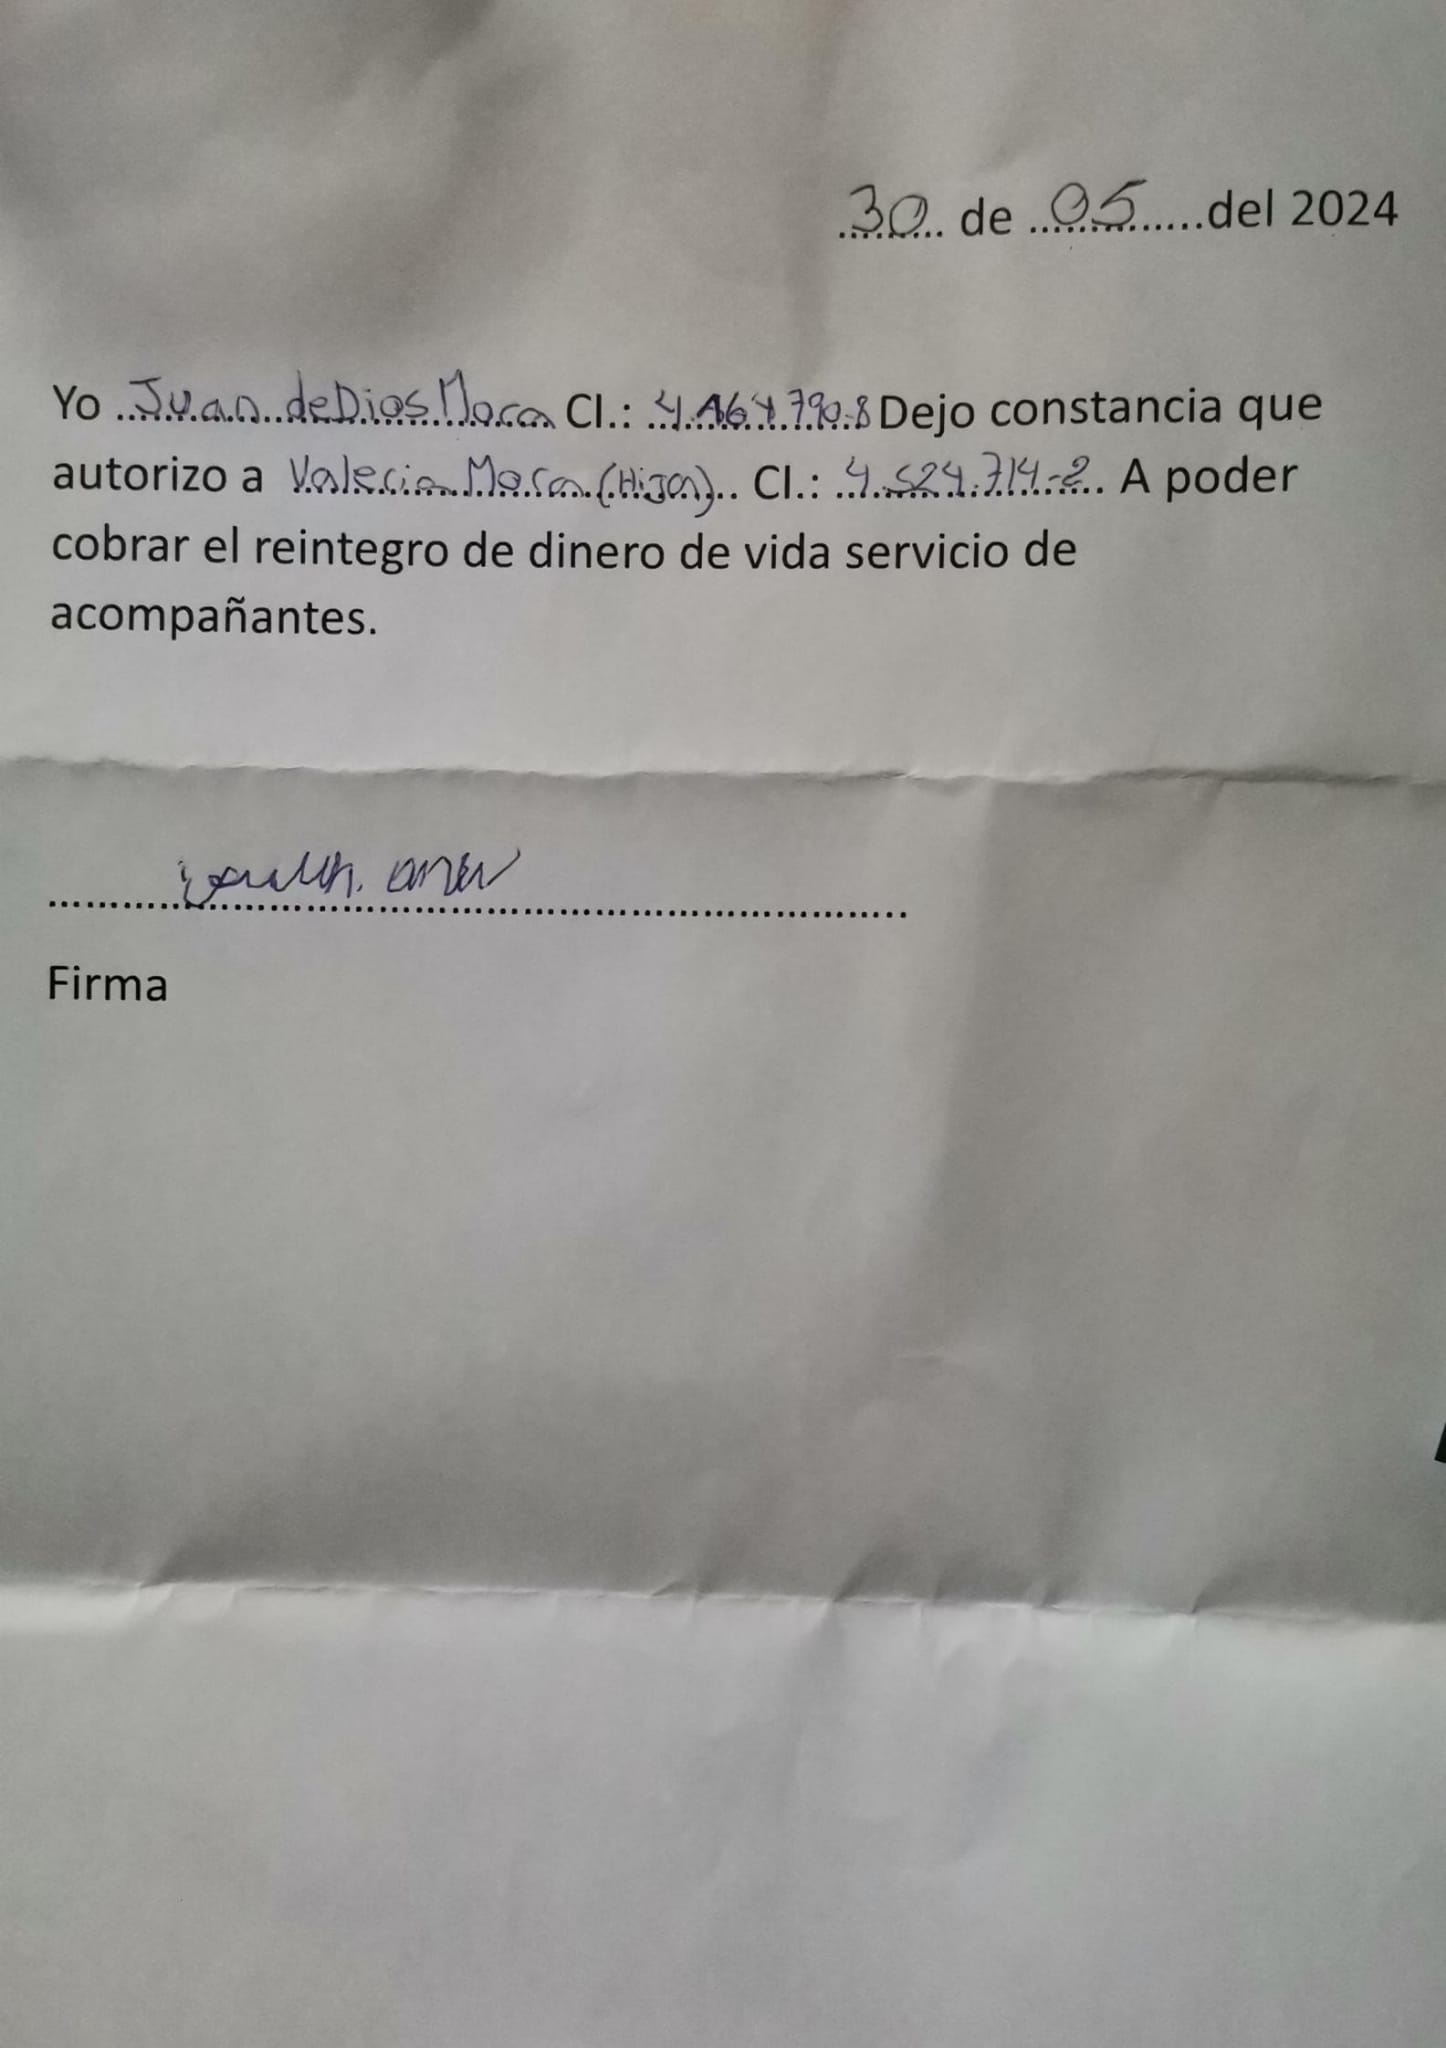 30 de 05 del 2024
Yo Juan de Dios Mora CI.: 4.164.790-8 Dejo constancia que
autorizo a Valeria Mora (Hija) CI.: 4.524.714-2. A poder
cobrar el reintegro de dinero de vida servicio de
acompañantes.
Firma